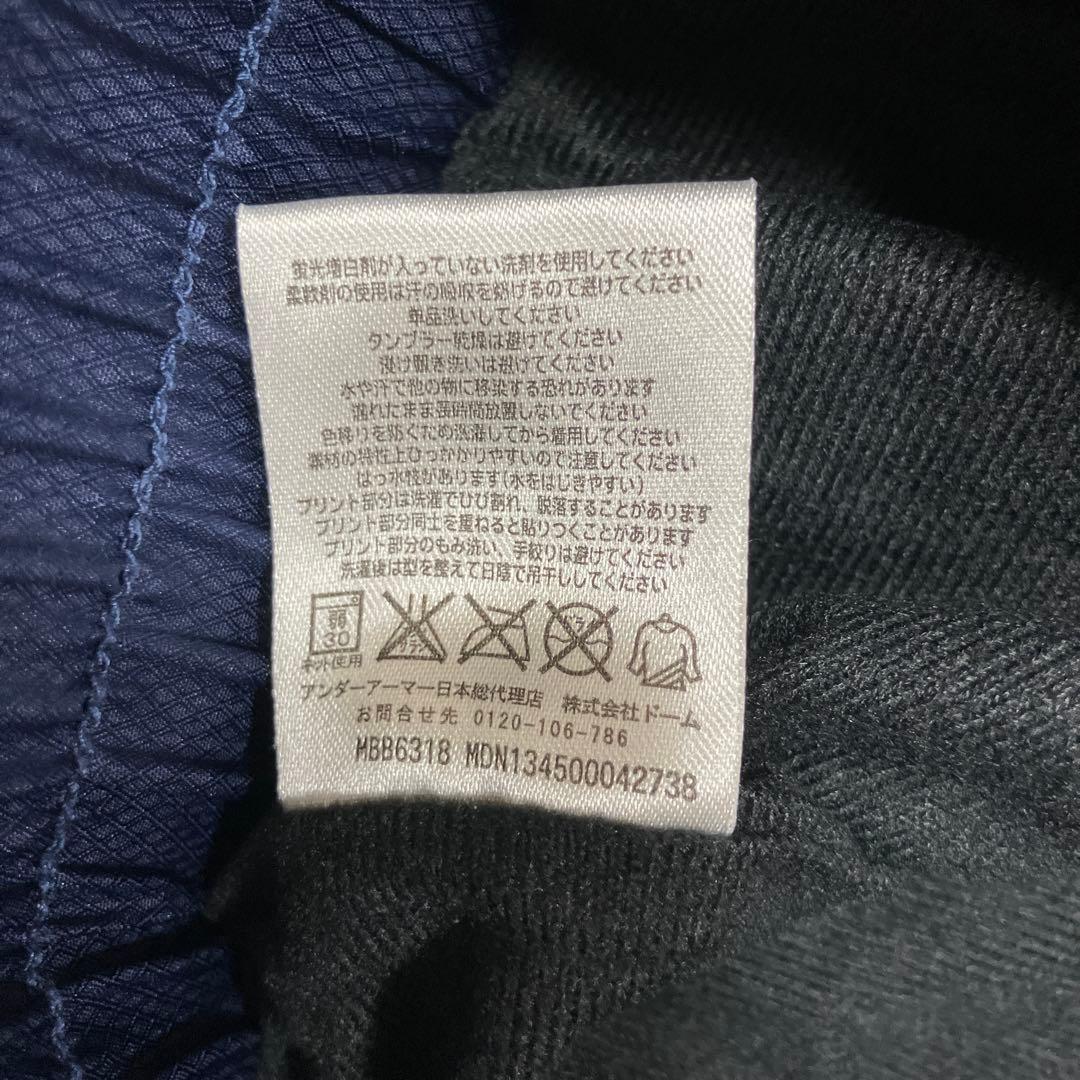 蛍光増白剤が入っていない洗剤を使用してください
柔軟剤の使用は汗の吸収を妨げるので避けてください
単品洗いしてください
タンブラー乾燥は避けてください
浸け置き洗いは避けてください
水や汗で他の物に移染する恐れがあります
濡れたまま長時間放置しないでください
色移りを防ぐため洗濯してから着用してください
素材の特性上ひっかかりやすいので注意してください
はっ水性があります(水をはじきやすい)
プリント部分は洗濯でひび割れ、脱落することがあります
プリント部分同士を重ねると貼りつくことがあります
プリント部分のもみ洗い、手絞りは避けてください
洗濯後は型を整えて日陰で吊干ししてください
弱
30
ネット使用
アンダーアーマー日本総代理店 株式会社ドーム
お問合せ先 0120-106-786
MBB6318 MDN134500042738